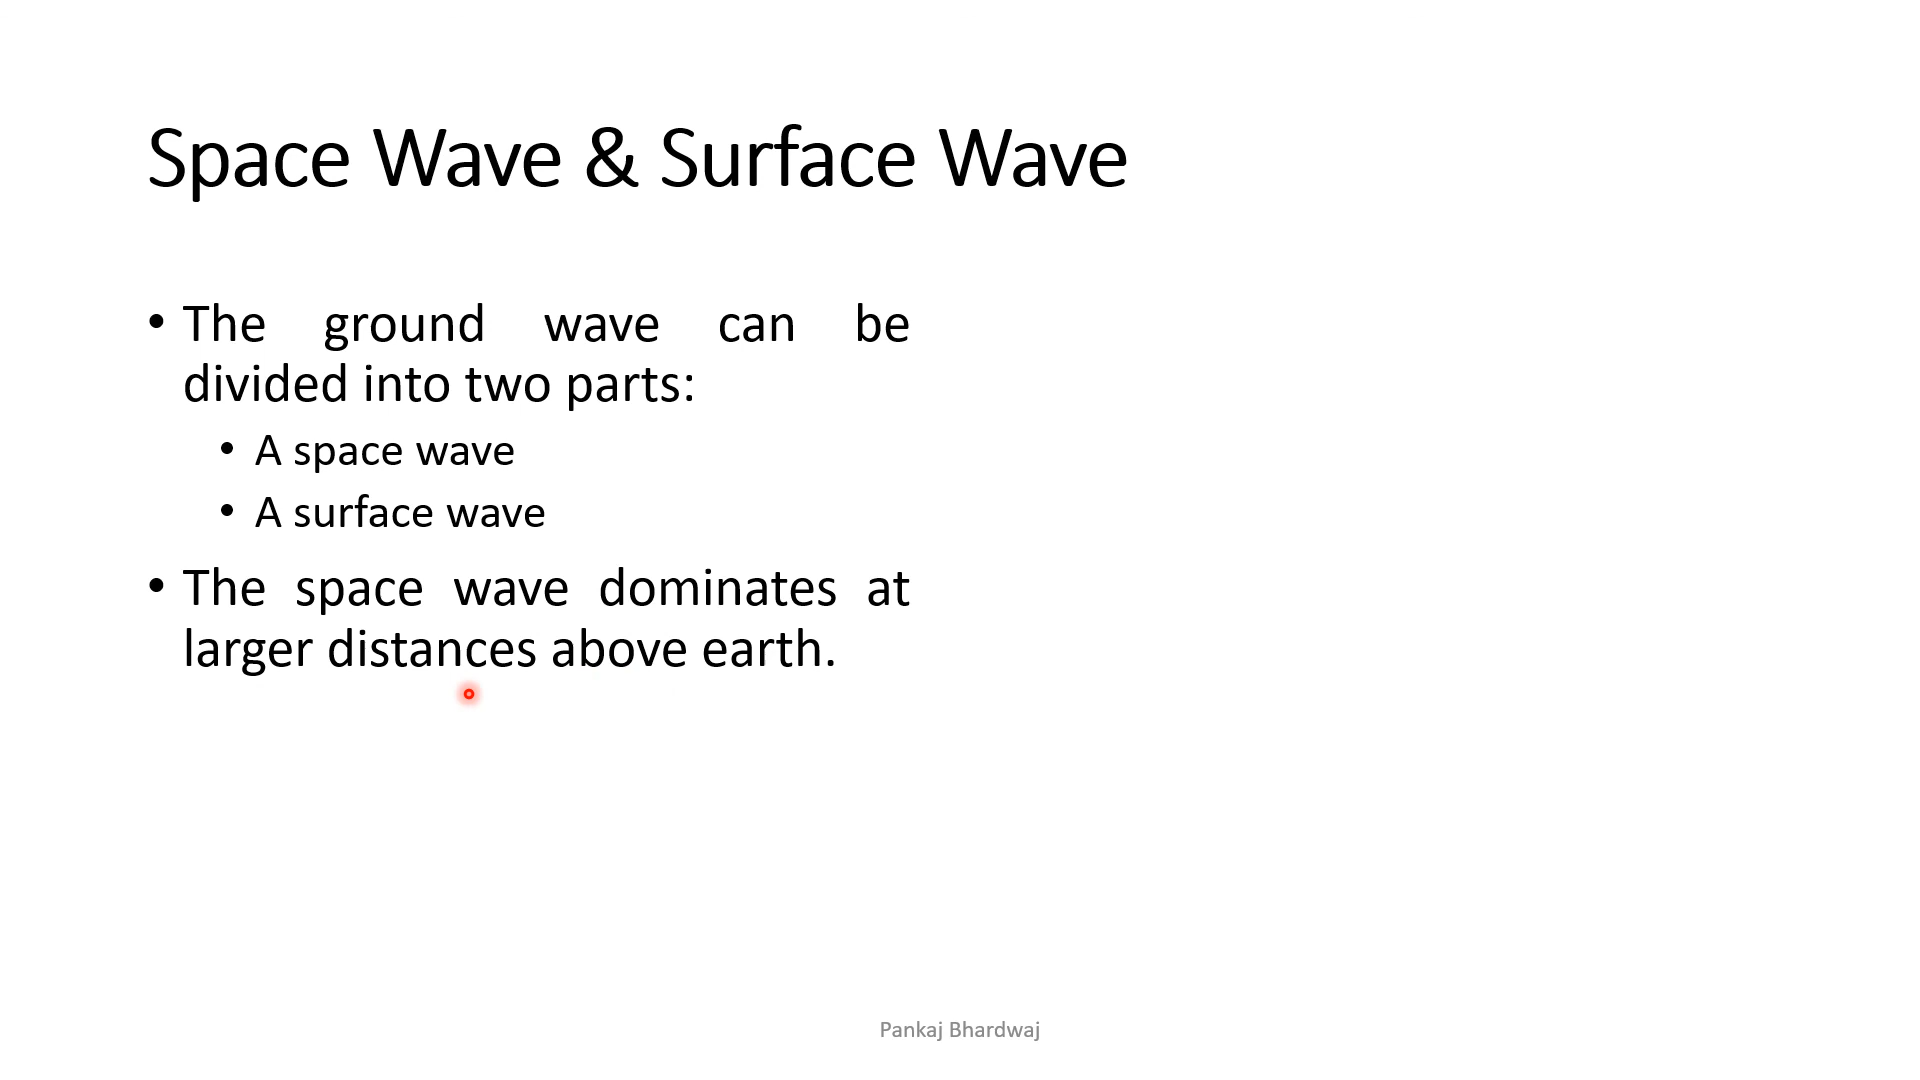 Space Wave & Surface Wave
• The ground wave can be
divided into two parts:
• A space wave
• A surface wave
• The space wave dominates at
larger distances above earth.
Pankaj Bhardwaj